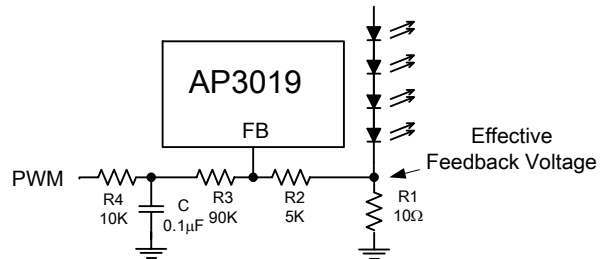 AP3019
FB
Effective
Feedback Voltage
PWM
R4
10K
C
0.1μF
R3
90K
R2
5K
R1
10Ω